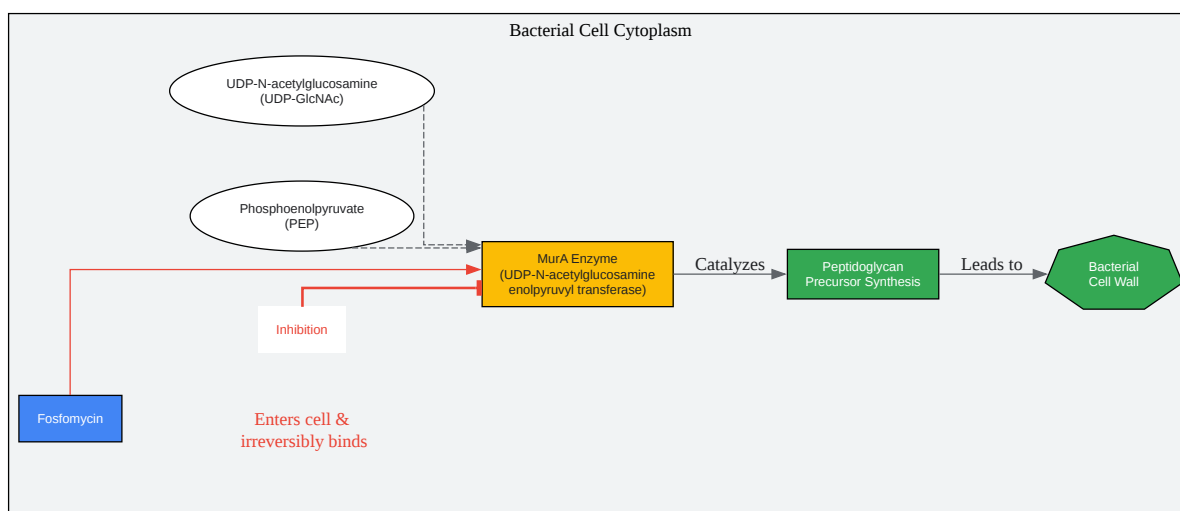 Bacterial Cell Cytoplasm
UDP-N-acetylglucosamine
(UDP-GlcNAc)
Phosphoenolpyruvate
(PEP)
MurA Enzyme
(UDP-N-acetylglucosamine
enolpyruvyl transferase)
Catalyzes
Peptidoglycan
Precursor Synthesis
Leads to
Bacterial
Cell Wall
Inhibition
Fosfomycin
Enters cell &
irreversibly binds